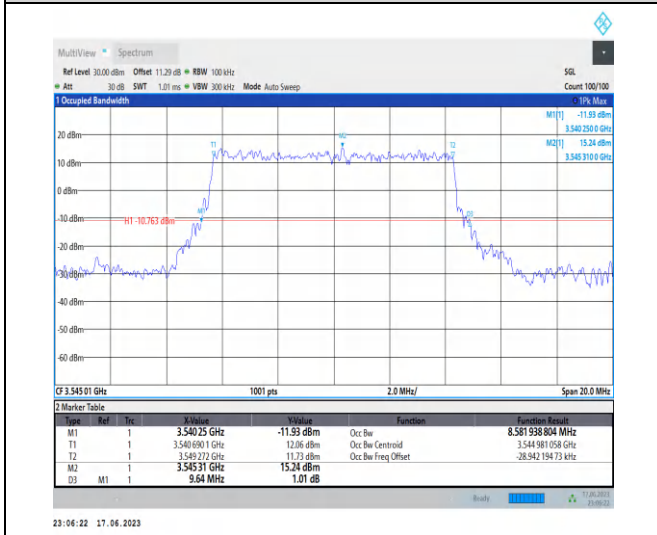 MultiView Spectrum
Ref Level 30.00 dBm Offset 11.29 dB RBW 100 kHz SGL
Att 30 dB SWT 1.01 ms VBW 300 kHz Mode Auto Sweep Count 100/100
1 Occupied Bandwidth 1Pk Max
M1[1] -11.93 dBm
3.540 250 0 GHz
M2[1] 15.24 dBm
3.545 310 0 GHz
20 dBm
M2
T1 T2
10 dBm
0 dBm
M1 D3
-10 dBm
H1 -10.763 dBm
-20 dBm
-30 dBm
-40 dBm
-50 dBm
-60 dBm
CF 3.545 01 GHz 1001 pts 2.0 MHz/ Span 20.0 MHz
2 Marker Table
Type Ref Trc X-Value Y-Value Function Function Result
M1 1 3.540 25 GHz -11.93 dBm Occ Bw 8.581 938 804 MHz
T1 1 3.540 690 1 GHz 12.06 dBm Occ Bw Centroid 3.544 981 058 GHz
T2 1 3.549 272 GHz 11.73 dBm Occ Bw Freq Offset -28.942 194 73 kHz
M2 1 3.545 31 GHz 15.24 dBm
D3 M1 1 9.64 MHz 1.01 dB
Ready 17.06.2023
23:06:22
23:06:22 17.06.2023